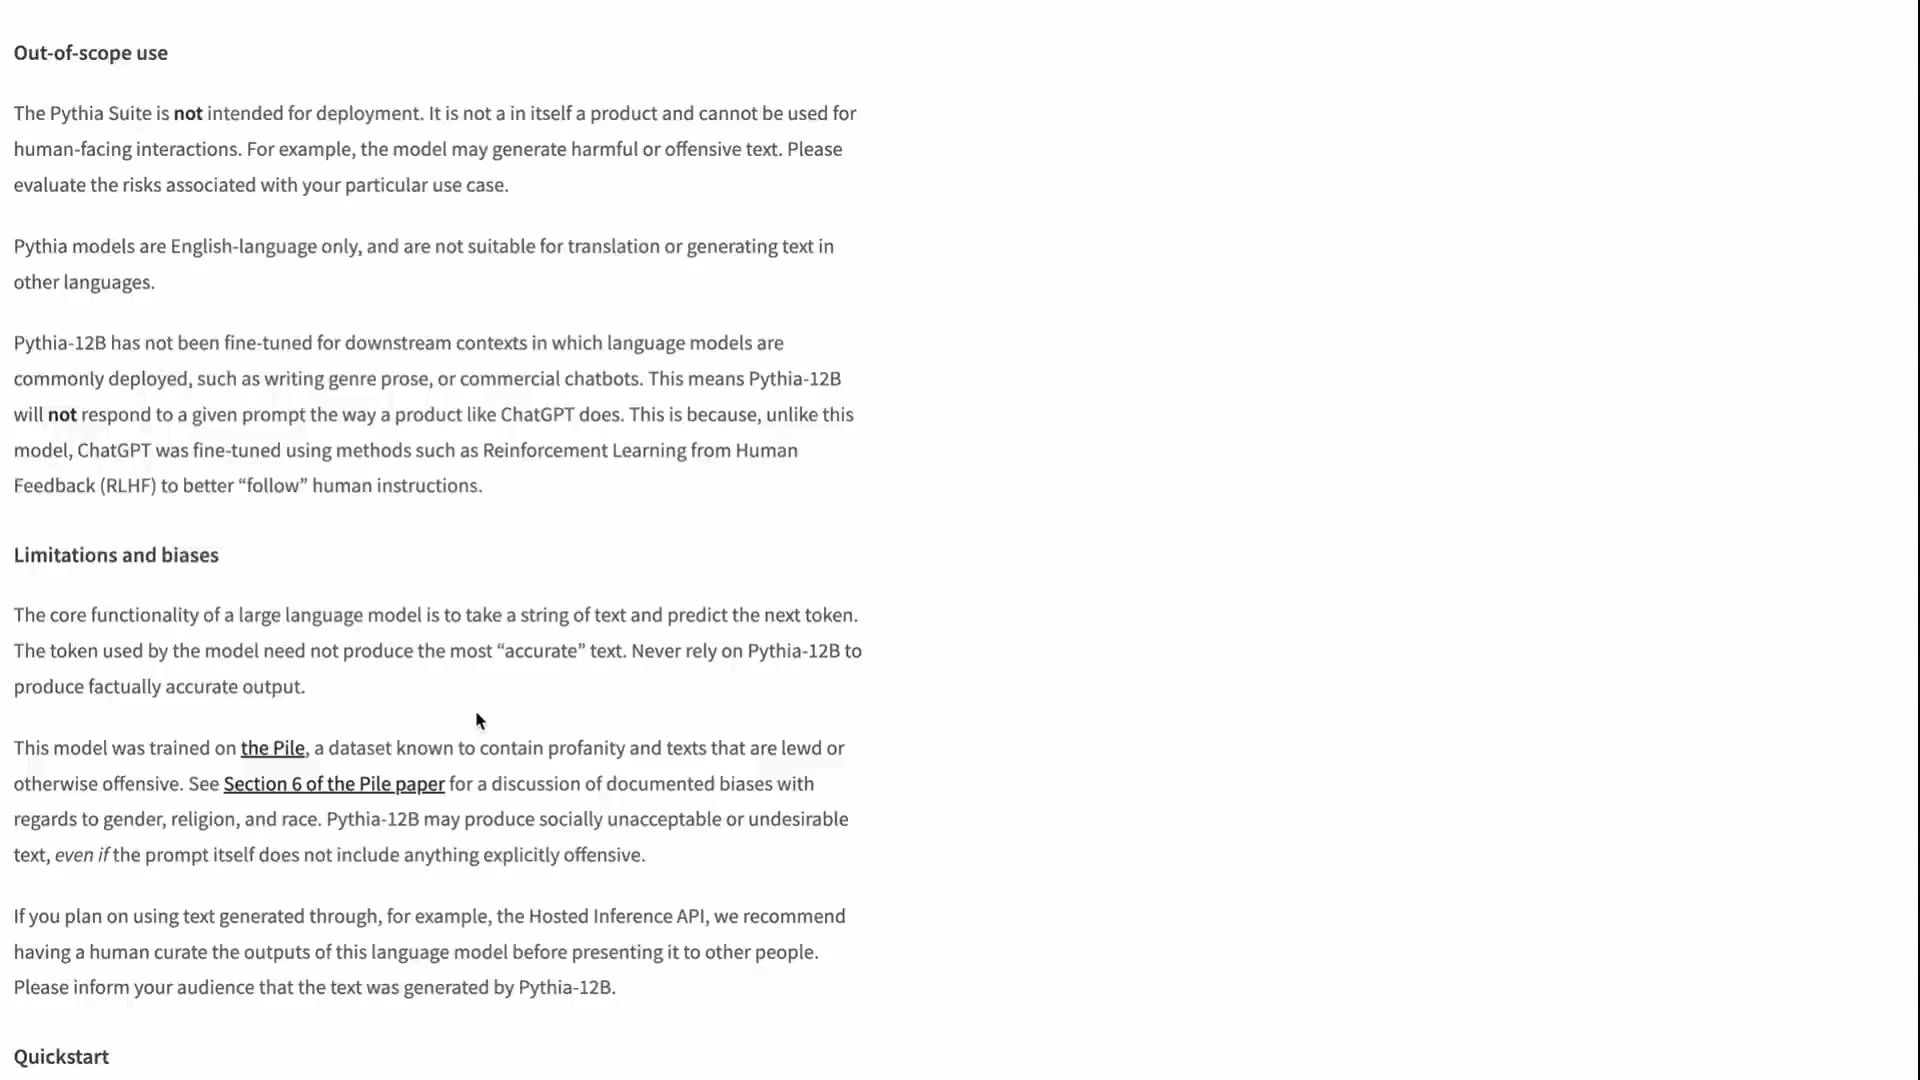 Out-of-scope use
The Pythia Suite is not intended for deployment. It is not a in itself a product and cannot be used for
human-facing interactions. For example, the model may generate harmful or offensive text. Please
evaluate the risks associated with your particular use case.
Pythia models are English-language only, and are not suitable for translation or generating text in
other languages.
Pythia-12B has not been fine-tuned for downstream contexts in which language models are
commonly deployed, such as writing genre prose, or commercial chatbots. This means Pythia-12B
will not respond to a given prompt the way a product like ChatGPT does. This is because, unlike this
model, ChatGPT was fine-tuned using methods such as Reinforcement Learning from Human
Feedback (RLHF) to better “follow” human instructions.
Limitations and biases
The core functionality of a large language model is to take a string of text and predict the next token.
The token used by the model need not produce the most “accurate” text. Never rely on Pythia-12B to
produce factually accurate output.
This model was trained on the Pile, a dataset known to contain profanity and texts that are lewd or
otherwise offensive. See Section 6 of the Pile paper for a discussion of documented biases with
regards to gender, religion, and race. Pythia-12B may produce socially unacceptable or undesirable
text, even if the prompt itself does not include anything explicitly offensive.
If you plan on using text generated through, for example, the Hosted Inference API, we recommend
having a human curate the outputs of this language model before presenting it to other people.
Please inform your audience that the text was generated by Pythia-12B.
Quickstart